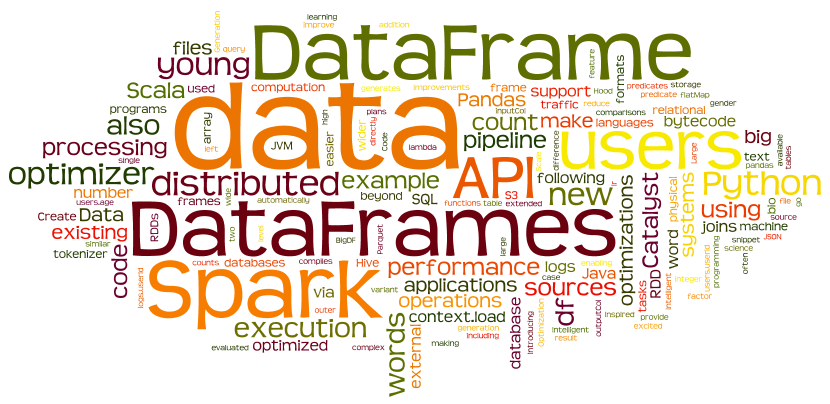 learning
Generation
improve
addition
query
files
young
DataFrame
feature
Hood
predicates
storage
Scala
used
computation
generates
improvements
frame
support
formats
predicate
flatMap
programs
plans
Pandas
inputCol
traffic
reduce
relational
gender
also
array
left
JVM
easier
high
wider
directly
Code
lambda
data
count
make
languages
comparisons
bytecode
processing
single
pipeline
difference
users
big
text
pandas
available
tables
optimizer
distributed
example
API
following
Large
Python
users.age
wide
automatically
beyond
SQL
S3
functions
table
extended
new
optimizations
physical
Catalyst
systems
number
frames
Create
Data
RDDs
two
level
BigDF
Parquet
DataFrames
using
bio
file
go
source
existing
similar
tokenizer
code
RDD
word
joins
machine
snippet
JSON
science
programming
orten
logs.userId
counts
databases
Hive
complies
large
performance
logs
case
Java
enabling
tasks
intelligent
integer
users.userId
factor
Spark
via
variant
outer
applications
operations
sources
df
outputCol
inspired
provide
excited
execution
words
context.load
database
introducing
Optimization
intelligent
result
generation
including
evaluated
optimized
complex
external
making